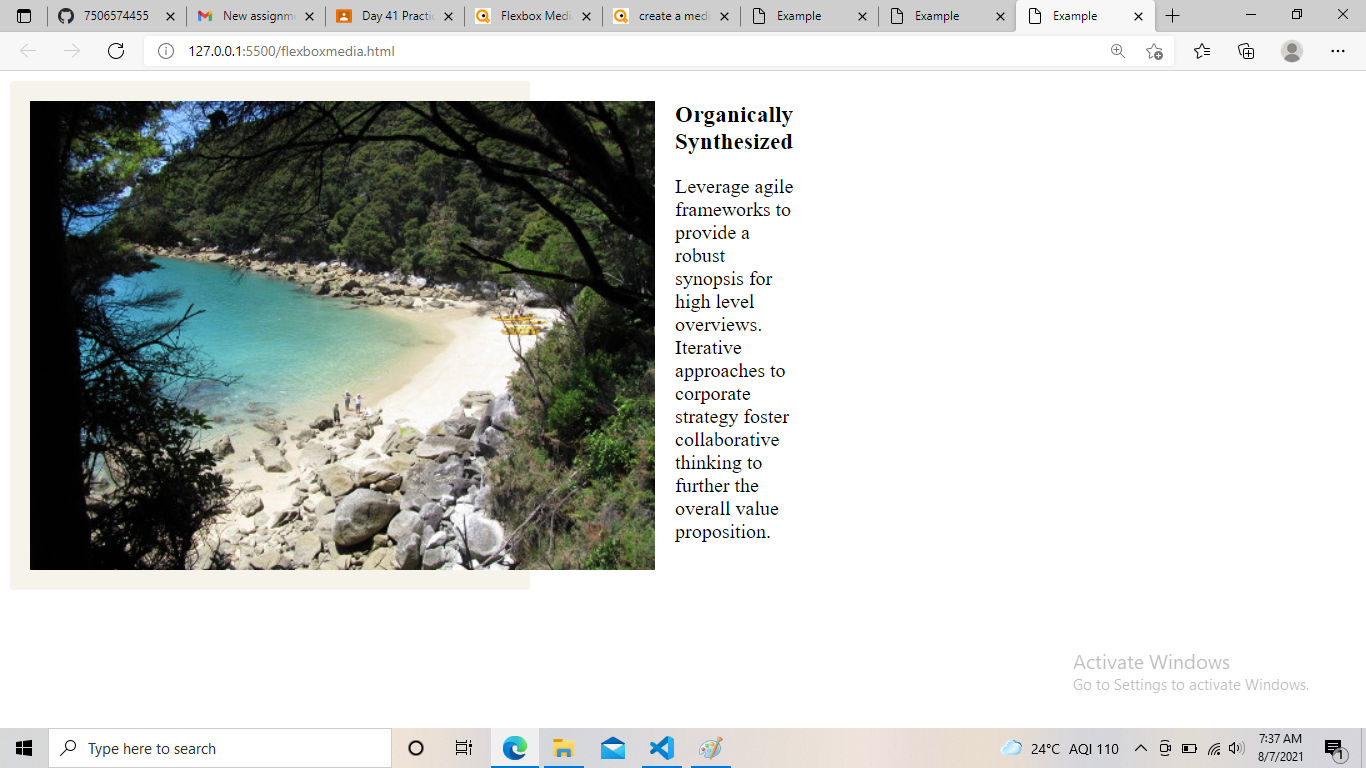 7506574455
New assignm
Day 41 Practic
Flexbox Medi
create a medi
Example
Example
Example
127.0.0.1:5500/flexboxmedia.html
Organically
Synthesized
Leverage agile
frameworks to
provide a
robust
synopsis for
high level
overviews.
Iterative
approaches to
corporate
strategy foster
collaborative
thinking to
further the
overall value
proposition.
Activate Windows
Go to Settings to activate Windows.
Type here to search
24°C AQI 110
7:37 AM
8/7/2021
1